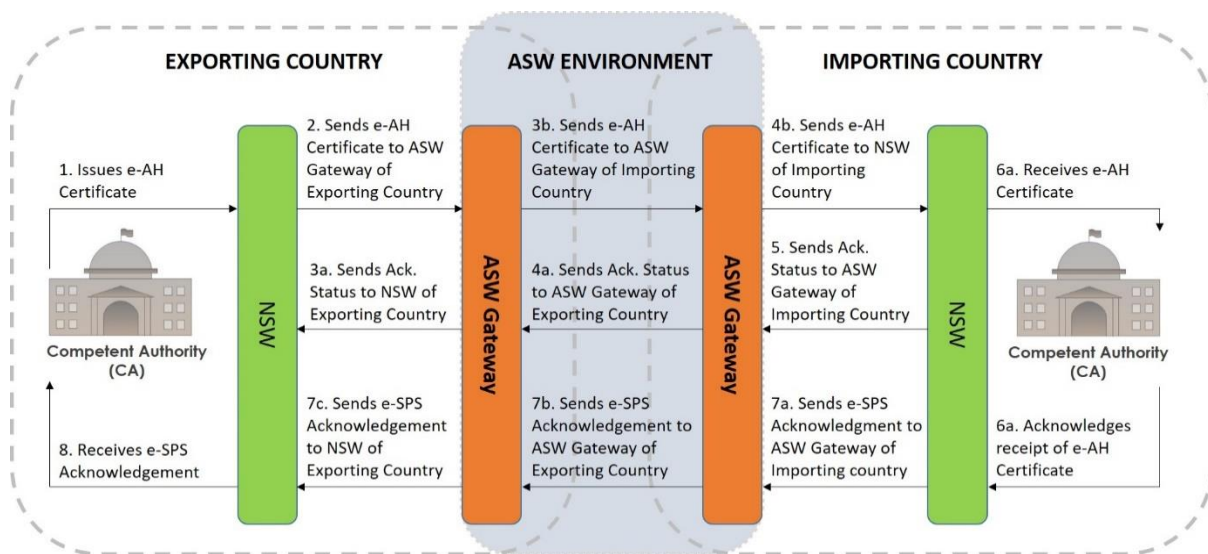 EXPORTING COUNTRY
ASW ENVIRONMENT
IMPORTING COUNTRY
1. Issues e-AH
Certificate
2. Sends e-AH
Certificate to ASW
Gateway of
Exporting Country
3b. Sends e-AH
Certificate to ASW
Gateway of Importing
Country
4b. Sends e-AH
Certificate to NSW
of Importing
Country
6a. Receives e-AH
Certificate
NSW
ASW Gateway
ASW Gateway
NSW
3a. Sends Ack.
Status to NSW of
Exporting Country
4a. Sends Ack. Status
to ASW Gateway of
Exporting Country
5. Sends Ack.
Status to ASW
Gateway of
Importing Country
Competent Authority
(CA)
Competent Authority
(CA)
8. Receives e-SPS
Acknowledgement
7c. Sends e-SPS
Acknowledgement
to NSW of
Exporting Country
7b. Sends e-SPS
Acknowledgement to
ASW Gateway of
Exporting Country
7a. Sends e-SPS
Acknowledgment to
ASW Gateway of
Importing country
6a. Acknowledges
receipt of e-AH
Certificate